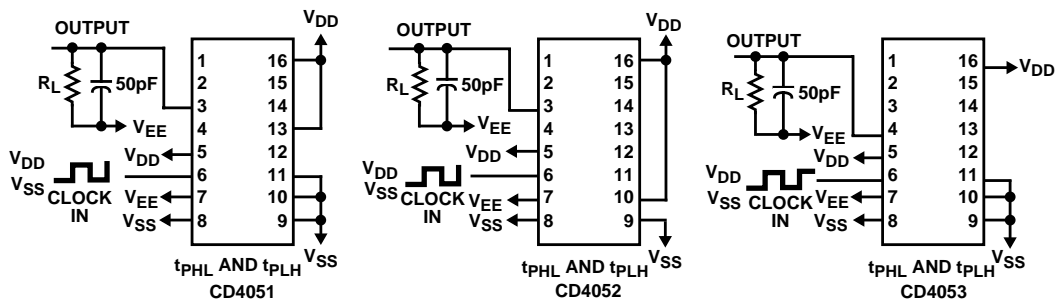 OUTPUT
RL
50pF
VEE
VDD
VDD
VSS
CLOCK
IN
VEE
VSS
1
2
3
4
5
6
7
8
16
15
14
13
12
11
10
9
VDD
VSS
tPHL AND tPLH
CD4051
OUTPUT
RL
50pF
VEE
VDD
VDD
VSS
CLOCK
IN
VEE
VSS
1
2
3
4
5
6
7
8
16
15
14
13
12
11
10
9
VDD
VSS
tPHL AND tPLH
CD4052
OUTPUT
RL
50pF
VEE
VDD
VDD
VSS
CLOCK
IN
VEE
VSS
1
2
3
4
5
6
7
8
16
15
14
13
12
11
10
9
VDD
VSS
tPHL AND tPLH
CD4053